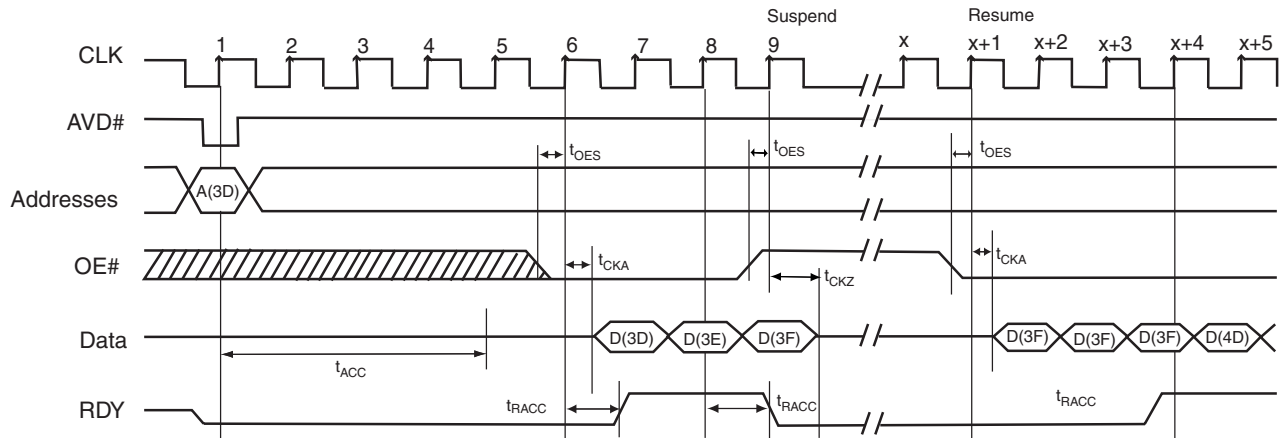 Suspend Resume
CLK 1 2 3 4 5 6 7 8 9 x x+1 x+2 x+3 x+4 x+5
AVD#
tOES tOES tOES
Addresses A(3D)
OE#
tCKA tCKZ tCKA
Data D(3D) D(3E) D(3F) D(3F) D(3F) D(3F) D(4D)
tACC
RDY tRACC tRACC tRACC